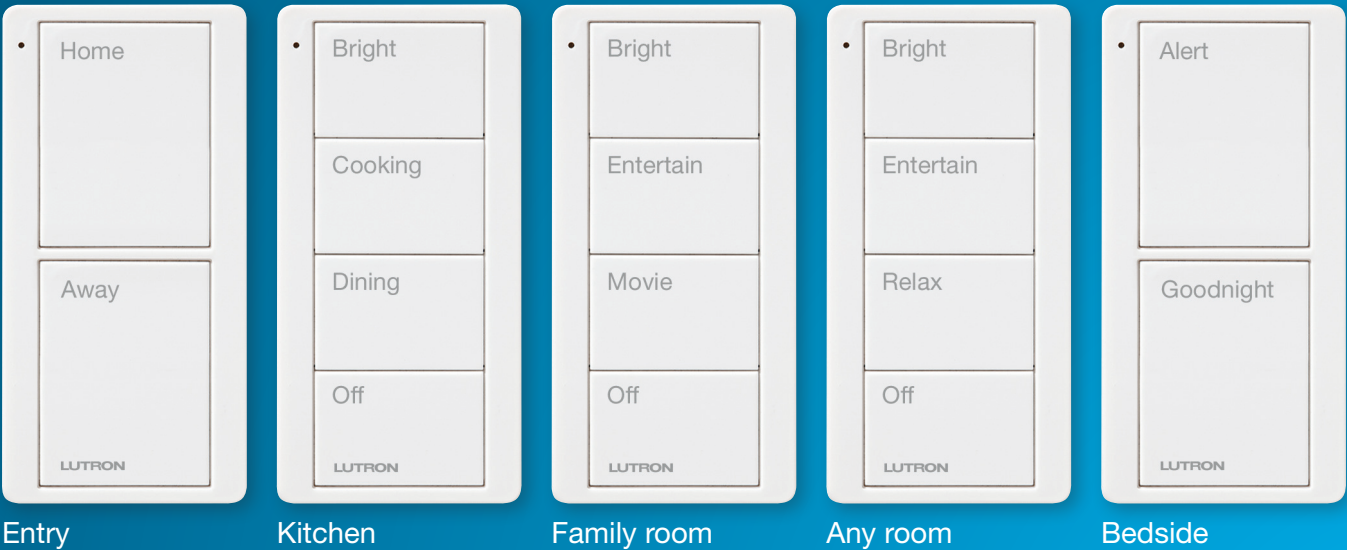 Home
Away
LUTRON
Entry
Bright
Cooking
Dining
Off
LUTRON
Kitchen
Bright
Entertain
Movie
Off
LUTRON
Family room
Bright
Entertain
Relax
Off
LUTRON
Any room
Alert
Goodnight
LUTRON
Bedside